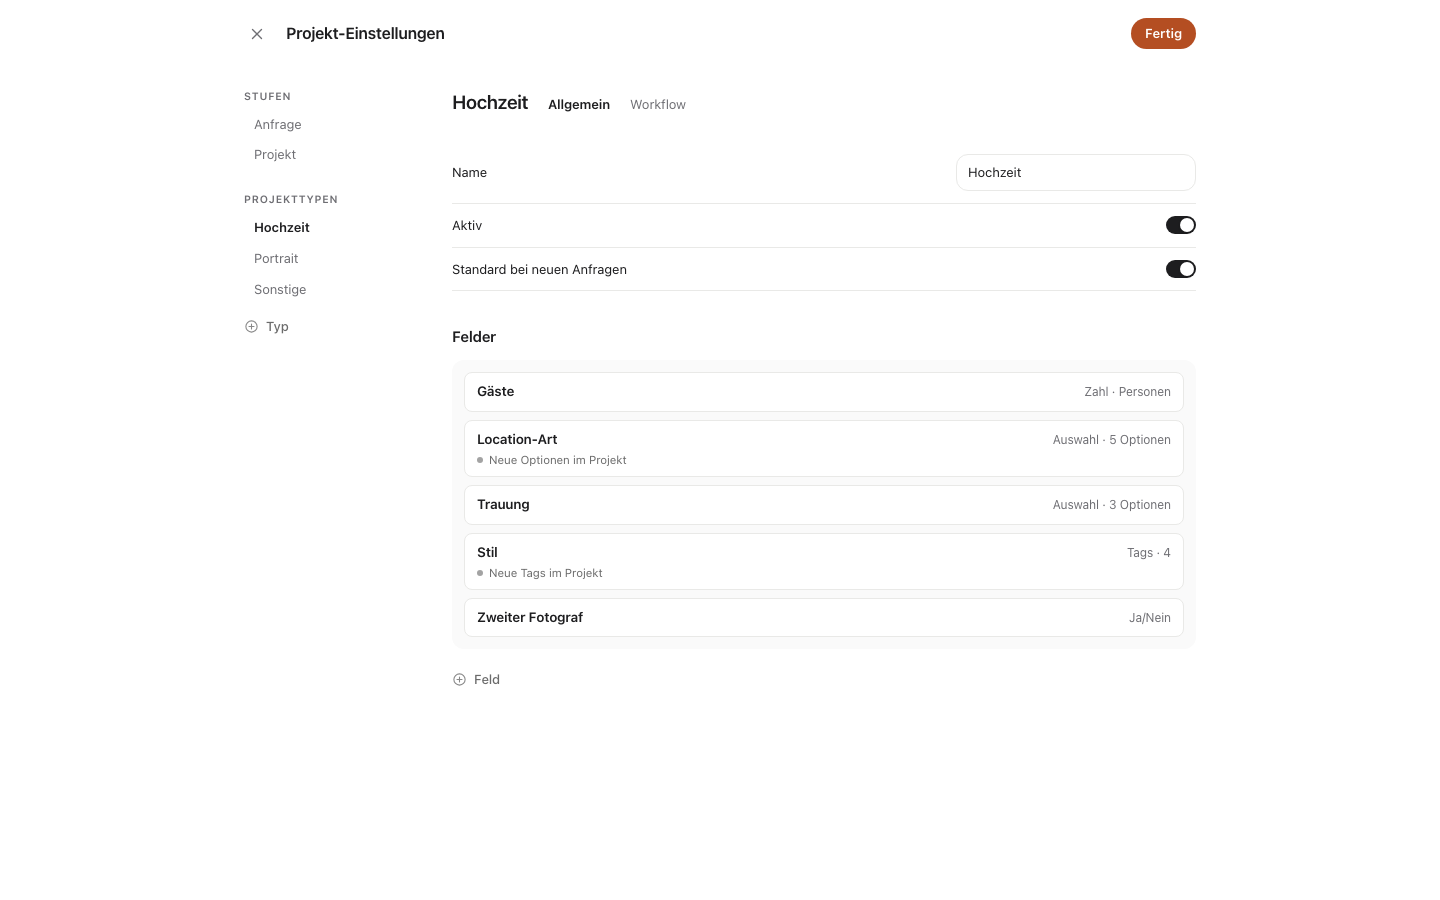 Projekt-Einstellungen
Fertig
STUFEN
Anfrage
Projekt
PROJEKTTYPEN
Hochzeit
Portrait
Sonstige
Typ
Hochzeit Allgemein Workflow
Name Hochzeit
Aktiv
Standard bei neuen Anfragen
Felder
Gäste Zahl · Personen
Location-Art Auswahl · 5 Optionen
Neue Optionen im Projekt
Trauung Auswahl · 3 Optionen
Stil Tags · 4
Neue Tags im Projekt
Zweiter Fotograf Ja/Nein
Feld